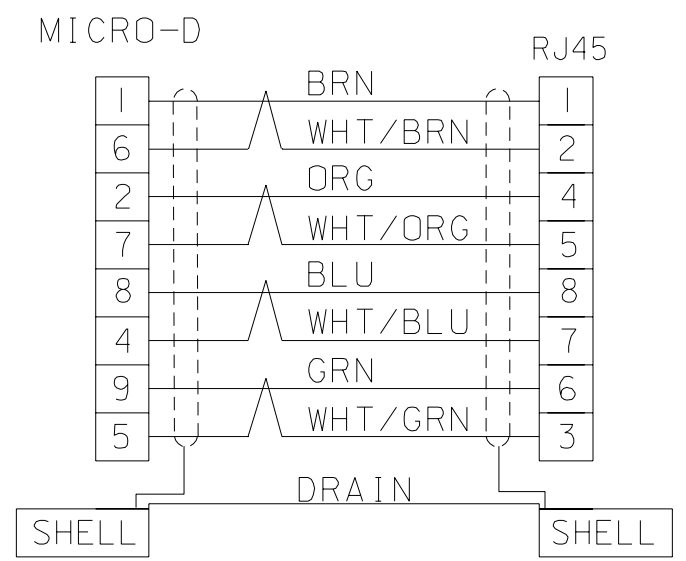 MICRO-D
RJ45
1 BRN 1
6 WHT/BRN 2
2 ORG 4
7 WHT/ORG 5
8 BLU 8
4 WHT/BLU 7
9 GRN 6
5 WHT/GRN 3
DRAIN
SHELL SHELL